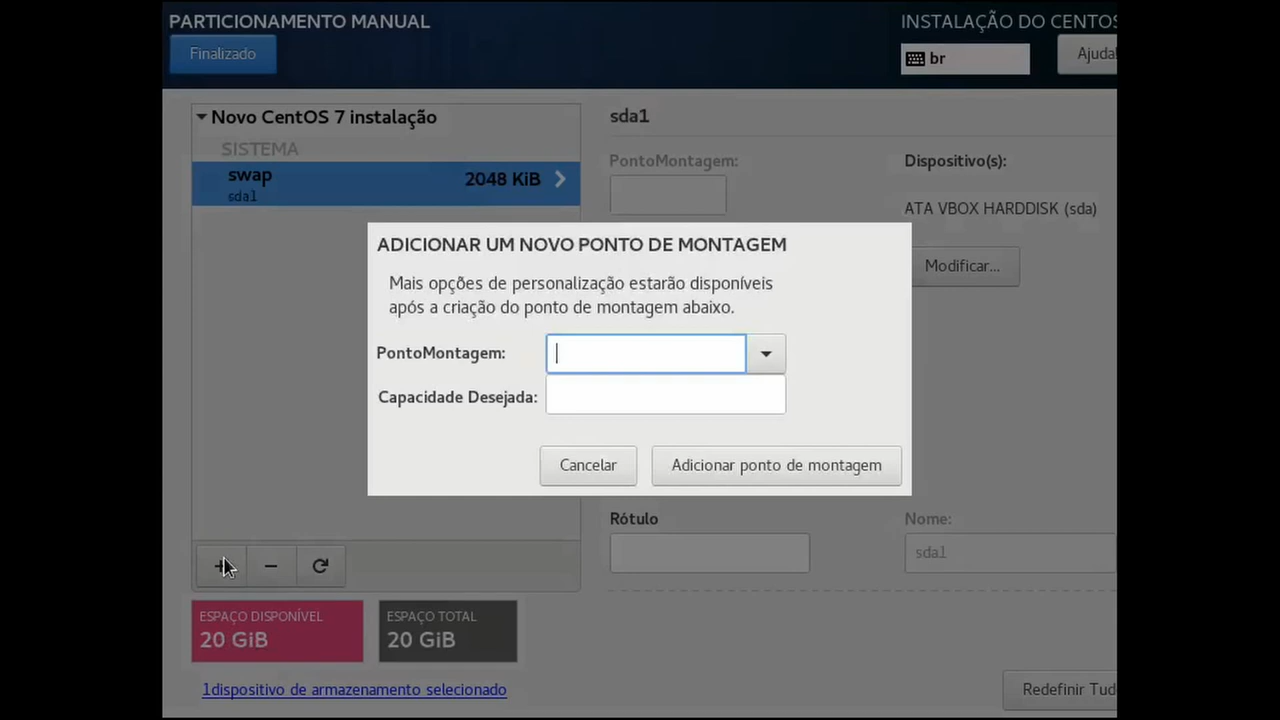 PARTICIONAMENTO MANUAL
INSTALAÇÃO DO CENTOS
Finalizado
br
Ajuda!
Novo CentOS 7 instalação
SISTEMA
swap
2048 KiB
sda1
sda1
PontoMontagem:
Dispositivo(s):
ATA VBOX HARDDISK (sda)
Modificar...
ADICIONAR UM NOVO PONTO DE MONTAGEM
Mais opções de personalização estarão disponíveis
após a criação do ponto de montagem abaixo.
PontoMontagem:
Capacidade Desejada:
Cancelar
Adicionar ponto de montagem
Rótulo
Nome:
sda1
ESPAÇO DISPONÍVEL
20 GiB
ESPAÇO TOTAL
20 GiB
1dispositivo de armazenamento selecionado
Redefinir Tud